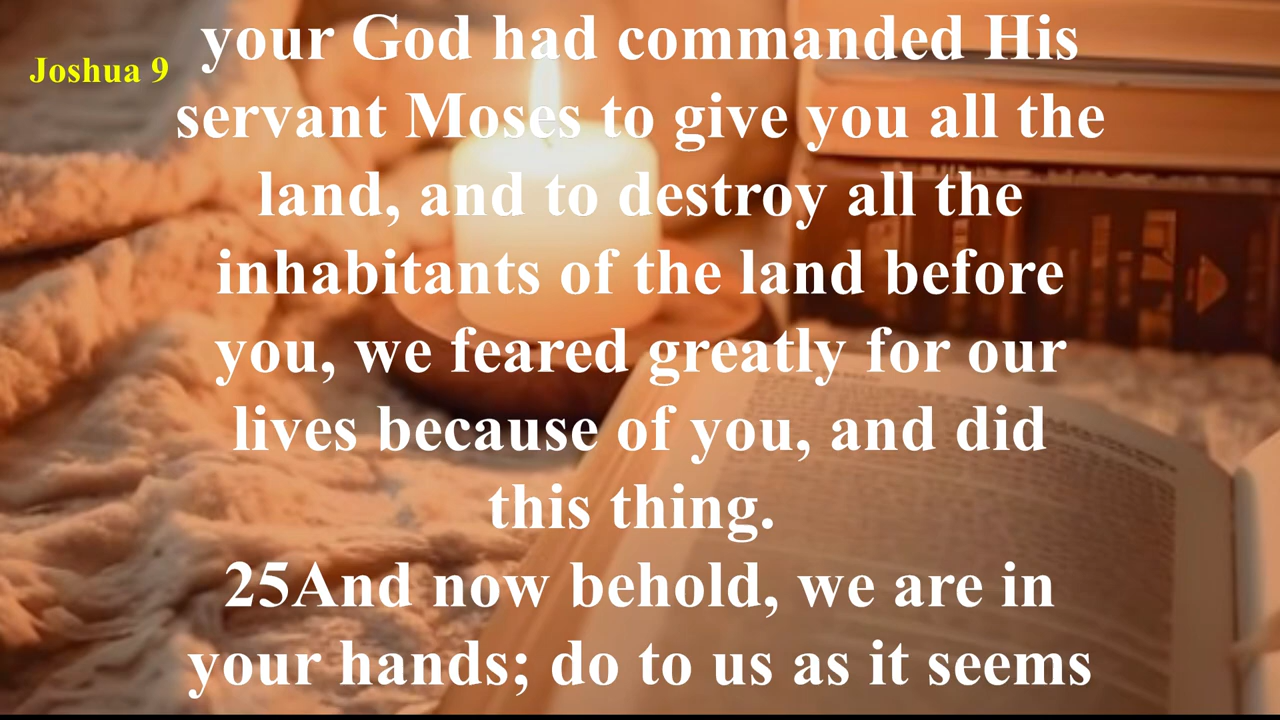 your God had commanded His
Joshua 9
servant Moses to give you all the
land, and to destroy all the
inhabitants of the land before
you, we feared greatly for our
lives because of you, and did
this thing.
25And now behold, we are in
your hands; do to us as it seems